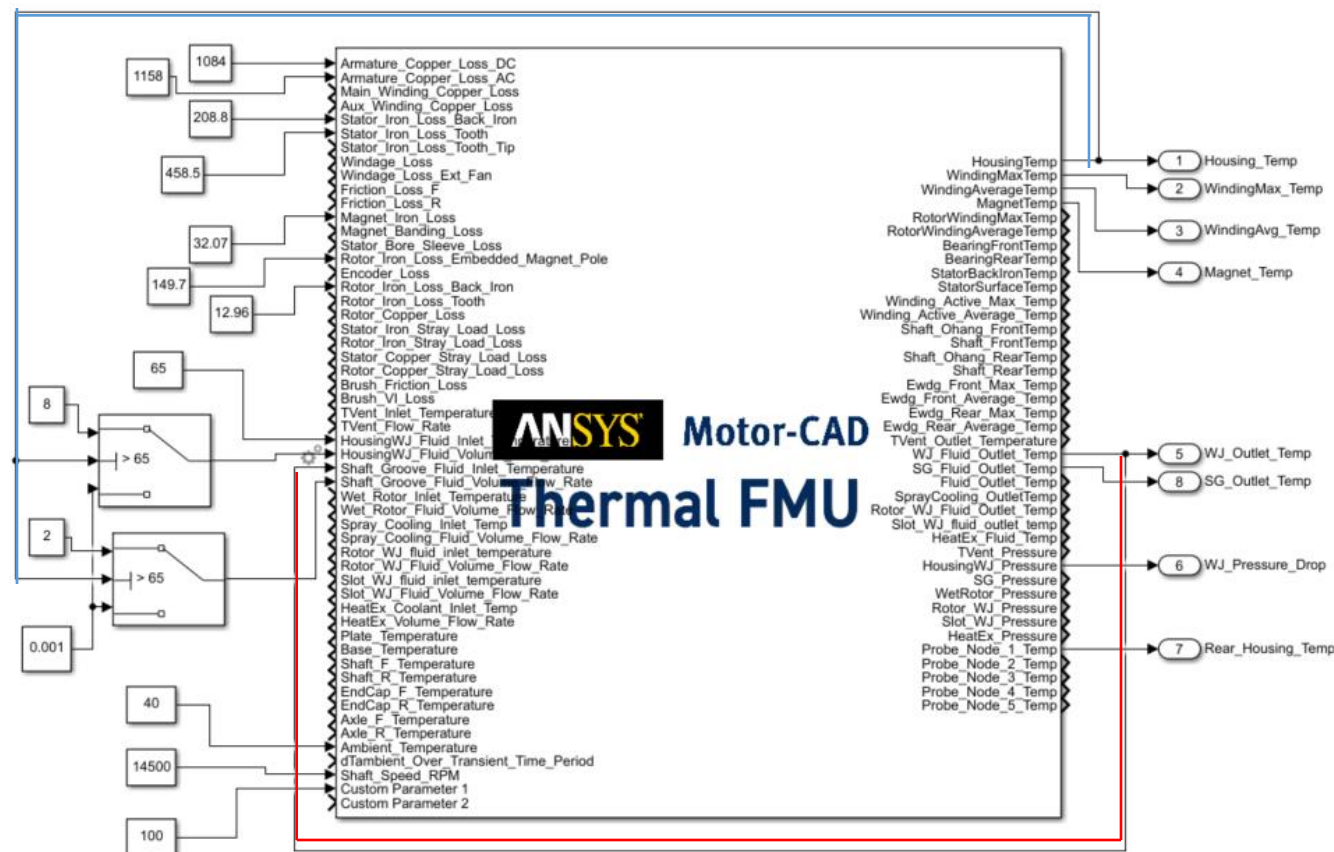 1084
1158
208.8
458.5
32.07
149.7
12.96
65
8
> 65
2
> 65
0.001
40
14500
100
Armature_Copper_Loss_DC
Armature_Copper_Loss_AC
Main_Winding_Copper_Loss
Aux_Winding_Copper_Loss
Stator_Iron_Loss_Back_Iron
Stator_Iron_Loss_Tooth
Stator_Iron_Loss_Tooth_Tip
Windage_Loss
Windage_Loss_Ext_Fan
Friction_Loss_F
Friction_Loss_R
Magnet_Iron_Loss
Magnet_Banding_Loss
Stator_Bore_Sleeve_Loss
Rotor_Iron_Loss_Embedded_Magnet_Pole
Encoder_Loss
Rotor_Iron_Loss_Back_Iron
Rotor_Iron_Loss_Tooth
Rotor_Copper_Loss
Stator_Iron_Stray_Load_Loss
Rotor_Iron_Stray_Load_Loss
Stator_Copper_Stray_Load_Loss
Rotor_Copper_Stray_Load_Loss
Brush_Friction_Loss
Brush_VI_Loss
TVent_Inlet_Temperature
TVent_Flow_Rate
HousingWJ_Fluid_Inlet_Temperature
HousingWJ_Fluid_Volume_Flow_Rate
Shaft_Groove_Fluid_Inlet_Temperature
Shaft_Groove_Fluid_Volume_Flow_Rate
Wet_Rotor_Inlet_Temperature
Wet_Rotor_Fluid_Volume_Flow_Rate
Spray_Cooling_Inlet_Temp
Spray_Cooling_Fluid_Volume_Flow_Rate
Rotor_WJ_fluid_inlet_temperature
Rotor_WJ_Fluid_Volume_Flow_Rate
Slot_WJ_fluid_inlet_temperature
Slot_WJ_Fluid_Volume_Flow_Rate
HeatEx_Coolant_Inlet_Temp
HeatEx_Volume_Flow_Rate
Plate_Temperature
Base_Temperature
Shaft_F_Temperature
Shaft_R_Temperature
EndCap_F_Temperature
EndCap_R_Temperature
Axle_F_Temperature
Axle_R_Temperature
Ambient_Temperature
dTambient_Over_Transient_Time_Period
Shaft_Speed_RPM
Custom Parameter 1
Custom Parameter 2
ANSYS Motor-CAD
Thermal FMU
HousingTemp
WindingMaxTemp
WindingAverageTemp
MagnetTemp
RotorWindingMaxTemp
RotorWindingAverageTemp
BearingFrontTemp
BearingRearTemp
StatorBackIronTemp
StatorSurfaceTemp
Winding_Active_Max_Temp
Winding_Active_Average_Temp
Shaft_Ohang_FrontTemp
Shaft_FrontTemp
Shaft_Ohang_RearTemp
Shaft_RearTemp
Ewdg_Front_Max_Temp
Ewdg_Front_Average_Temp
Ewdg_Rear_Max_Temp
Ewdg_Rear_Average_Temp
TVent_Outlet_Temperature
WJ_Fluid_Outlet_Temp
SG_Fluid_Outlet_Temp
Fluid_Outlet_Temp
SprayCooling_OutletTemp
Rotor_WJ_Fluid_Outlet_Temp
Slot_WJ_fluid_outlet_temp
HeatEx_Fluid_Temp
TVent_Pressure
HousingWJ_Pressure
SG_Pressure
WetRotor_Pressure
Rotor_WJ_Pressure
Slot_WJ_Pressure
HeatEx_Pressure
Probe_Node_1_Temp
Probe_Node_2_Temp
Probe_Node_3_Temp
Probe_Node_4_Temp
Probe_Node_5_Temp
1 Housing_Temp
2 WindingMax_Temp
3 WindingAvg_Temp
4 Magnet_Temp
5 WJ_Outlet_Temp
8 SG_Outlet_Temp
6 WJ_Pressure_Drop
7 Rear_Housing_Temp